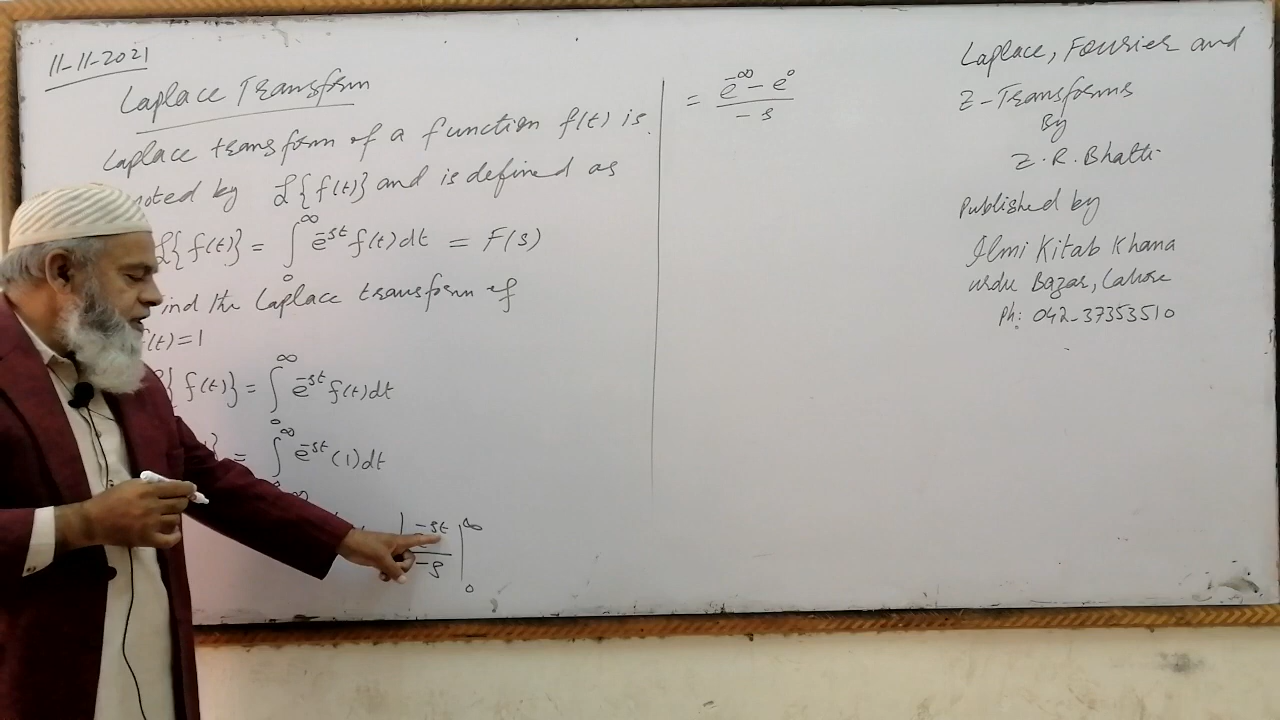 11-11-2021
Laplace Transform
Laplace transform of a function f(t) is
noted by ℒ{f(t)} and is defined as
ℒ{f(t)} = ∫₀^∞ e^-st f(t)dt = F(s)
ind the Laplace transform of
f(t)=1
{f(t)} = ∫₀^∞ e^-st f(t)dt
} = ∫₀^∞ e^-st (1)dt
| e^-st / -s |₀^∞
= (e^-∞ - e^0) / -s
Laplace, Fourier and
Z-Transforms
By
Z.R.Bhatti
Published by
Ilmi Kitab Khana
urdu Bazar, Lahore
Ph: 042-37353510